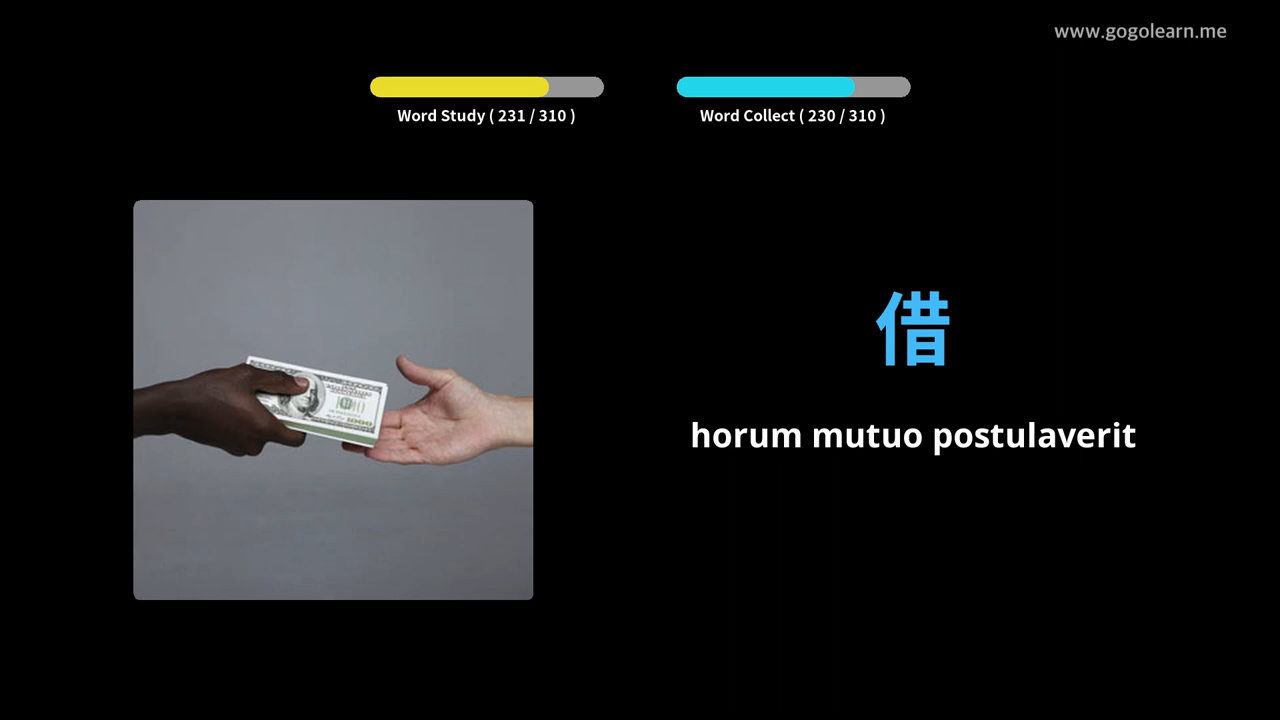 www.gogolearn.me
Word Study ( 231 / 310 )
Word Collect ( 230 / 310 )
借
horum mutuo postulaverit